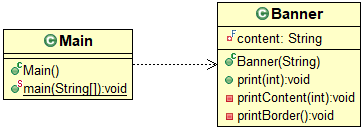 Main
Main()
main(String[]):void
Banner
content: String
Banner(String)
print(int):void
printContent(int):void
printBorder():void